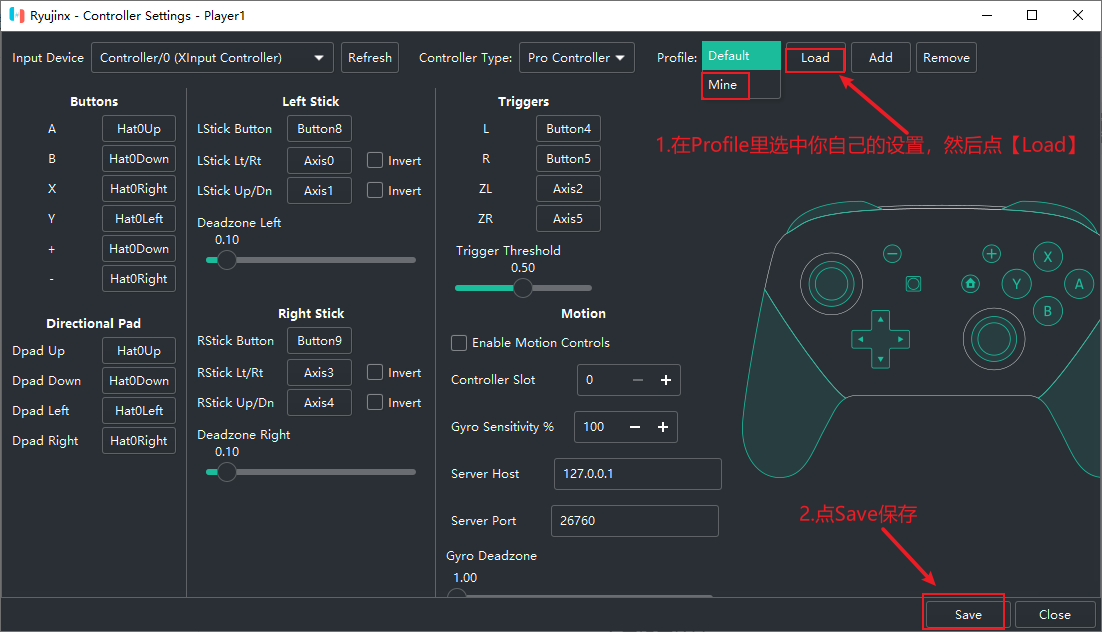 Ryujinx - Controller Settings - Player1
Input Device Controller/0 (XInput Controller) Refresh Controller Type: Pro Controller Profile: Default Load Add Remove
Mine
1.在Profile里选中你自己的设置，然后点【Load】
Buttons
A Hat0Up
B Hat0Down
X Hat0Right
Y Hat0Left
+ Hat0Down
- Hat0Right
Directional Pad
Dpad Up Hat0Up
Dpad Down Hat0Down
Dpad Left Hat0Left
Dpad Right Hat0Right
Left Stick
LStick Button Button8
LStick Lt/Rt Axis0 Invert
LStick Up/Dn Axis1 Invert
Deadzone Left
0.10
Right Stick
RStick Button Button9
RStick Lt/Rt Axis3 Invert
RStick Up/Dn Axis4 Invert
Deadzone Right
0.10
Triggers
L Button4
R Button5
ZL Axis2
ZR Axis5
Trigger Threshold
0.50
Motion
Enable Motion Controls
Controller Slot 0 − +
Gyro Sensitivity % 100 − +
Server Host 127.0.0.1
Server Port 26760
Gyro Deadzone
1.00
X
Y A
B
2.点Save保存
Save Close